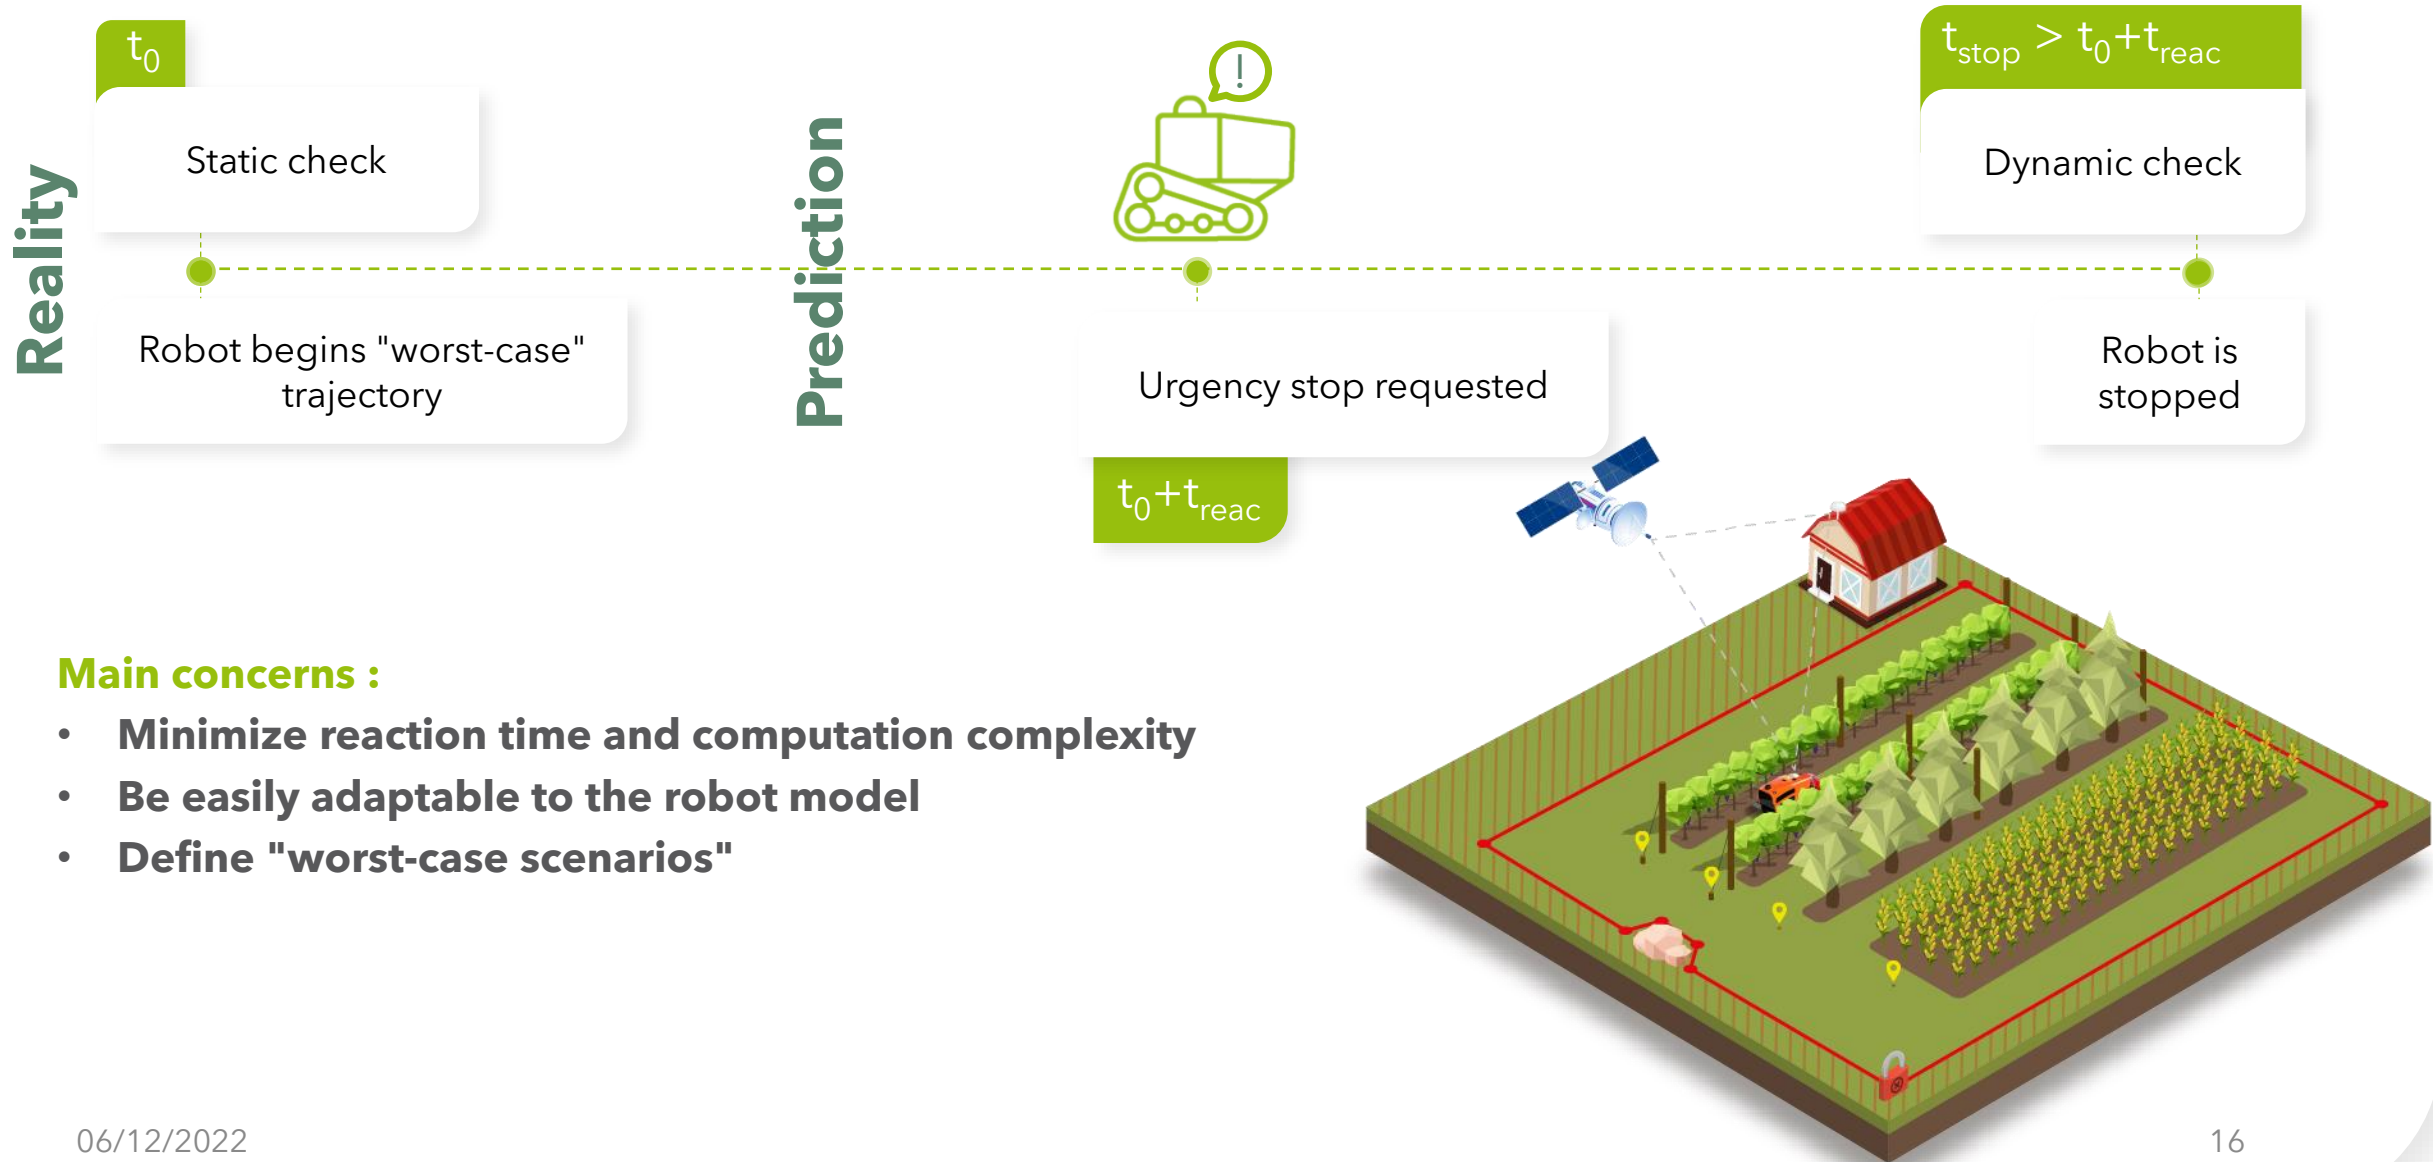 t0
Static check
Reality
Robot begins "worst-case"
trajectory
Prediction
!
Urgency stop requested
t0+treac
tstop > t0+treac
Dynamic check
Robot is
stopped
Main concerns :
• Minimize reaction time and computation complexity
• Be easily adaptable to the robot model
• Define "worst-case scenarios"
06/12/2022
16